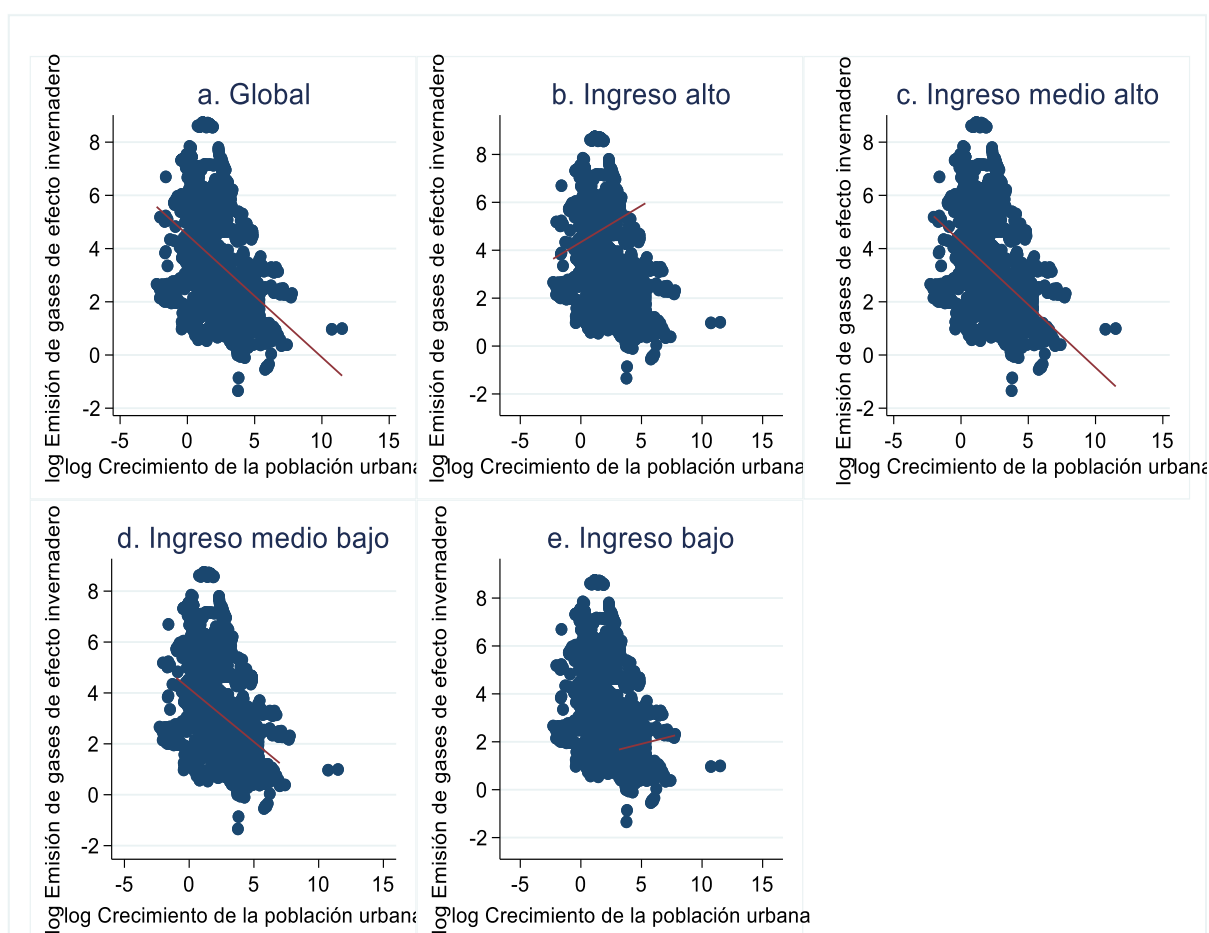 a. Global
log Emisión de gases de efecto invernadero
8
6
4
2
0
-2
-5 0 5 10 15
log Crecimiento de la población urbana
b. Ingreso alto
log Emisión de gases de efecto invernadero
8
6
4
2
0
-2
-5 0 5 10 15
log Crecimiento de la población urbana
c. Ingreso medio alto
log Emisión de gases de efecto invernadero
8
6
4
2
0
-2
-5 0 5 10 15
log Crecimiento de la población urbana
d. Ingreso medio bajo
log Emisión de gases de efecto invernadero
8
6
4
2
0
-2
-5 0 5 10 15
log Crecimiento de la población urbana
e. Ingreso bajo
log Emisión de gases de efecto invernadero
8
6
4
2
0
-2
-5 0 5 10 15
log Crecimiento de la población urbana